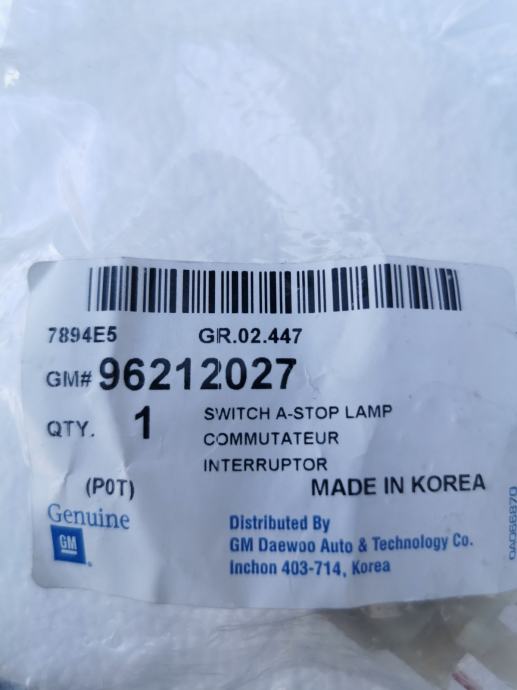 7894E5 GR.02.447
GM# 96212027
QTY. 1 SWITCH A-STOP LAMP
COMMUTATEUR
INTERRUPTOR
(P0T) MADE IN KOREA
Genuine
GM
Distributed By
GM Daewoo Auto & Technology Co.
Inchon 403-714, Korea